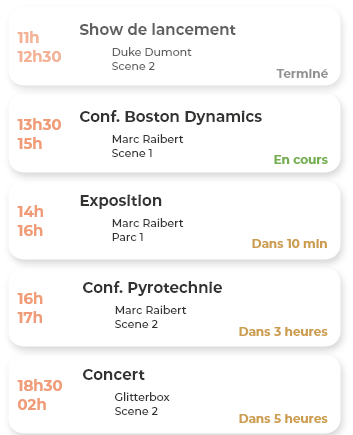 Show de lancement
11h
12h30
Duke Dumont
Scene 2
Terminé
Conf. Boston Dynamics
13h30
15h
Marc Raibert
Scene 1
En cours
Exposition
14h
16h
Marc Raibert
Parc 1
Dans 10 min
Conf. Pyrotechnie
16h
17h
Marc Raibert
Scene 2
Dans 3 heures
Concert
18h30
02h
Glitterbox
Scene 2
Dans 5 heures